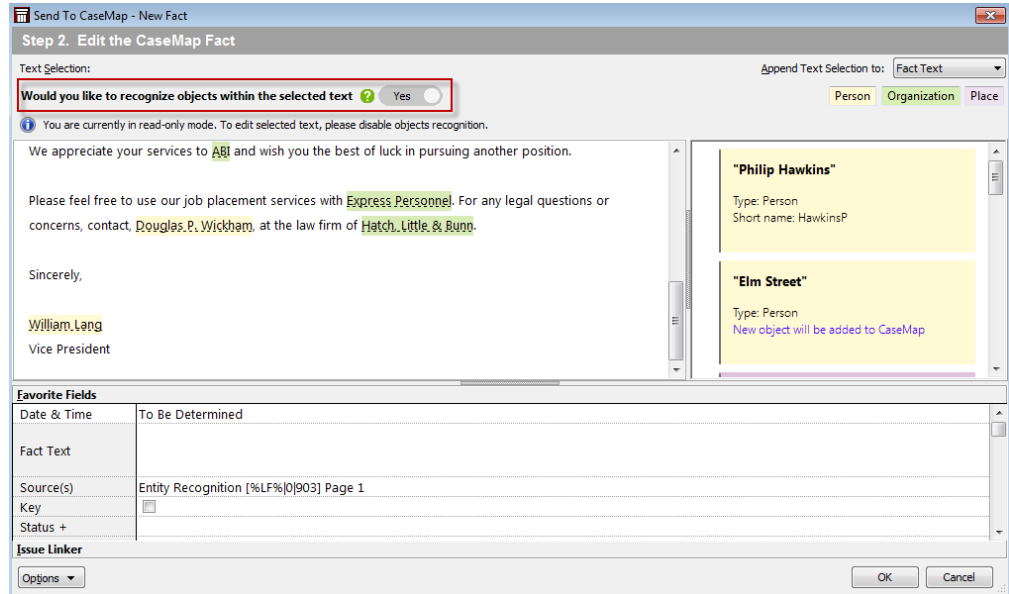 Send To CaseMap - New Fact
Step 2. Edit the CaseMap Fact
Text Selection:
Append Text Selection to: Fact Text
Would you like to recognize objects within the selected text ? Yes
Person Organization Place
You are currently in read-only mode. To edit selected text, please disable objects recognition.
We appreciate your services to ABI and wish you the best of luck in pursuing another position.
Please feel free to use our job placement services with Express Personnel. For any legal questions or
concerns, contact, Douglas P. Wickham, at the law firm of Hatch, Little & Bunn.
Sincerely,
William Lang
Vice President
"Philip Hawkins"
Type: Person
Short name: HawkinsP
"Elm Street"
Type: Person
New object will be added to CaseMap
Favorite Fields
Date & Time To Be Determined
Fact Text
Source(s) Entity Recognition [%LF%|0|903] Page 1
Key
Status +
Issue Linker
Options
OK Cancel